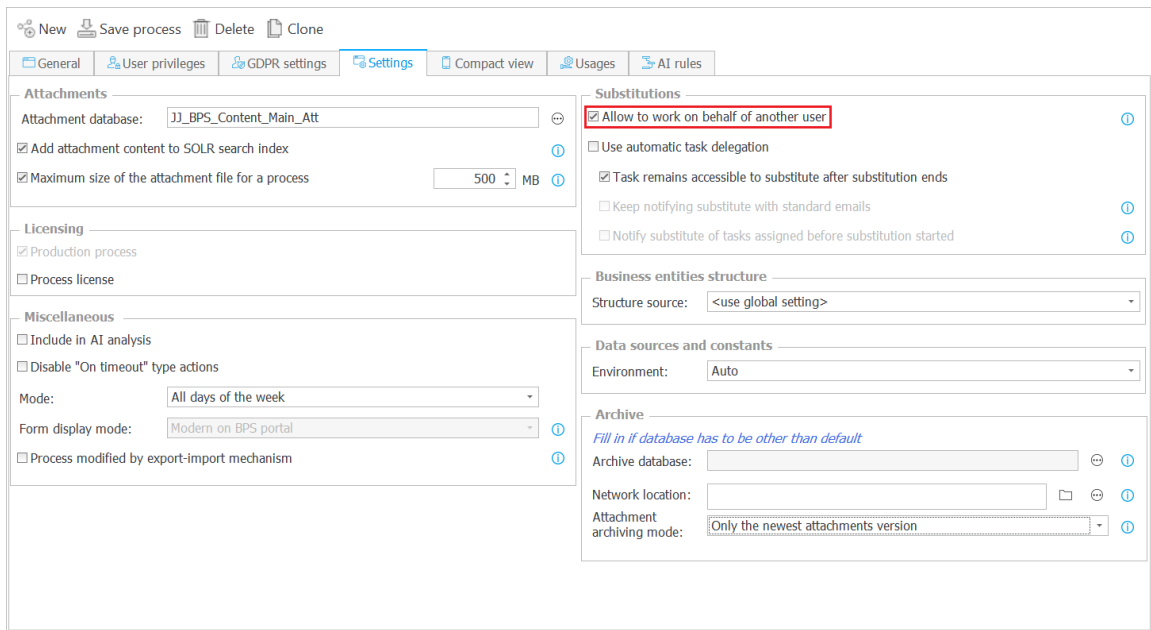 New Save process Delete Clone
General User privileges GDPR settings Settings Compact view Usages AI rules
Attachments
Attachment database: JJ_BPS_Content_Main_Att
Add attachment content to SOLR search index
Maximum size of the attachment file for a process 500 MB
Licensing
Production process
Process license
Miscellaneous
Include in AI analysis
Disable "On timeout" type actions
Mode: All days of the week
Form display mode: Modern on BPS portal
Process modified by export-import mechanism
Substitutions
Allow to work on behalf of another user
Use automatic task delegation
Task remains accessible to substitute after substitution ends
Keep notifying substitute with standard emails
Notify substitute of tasks assigned before substitution started
Business entities structure
Structure source: <use global setting>
Data sources and constants
Environment: Auto
Archive
Fill in if database has to be other than default
Archive database:
Network location:
Attachment
archiving mode: Only the newest attachments version